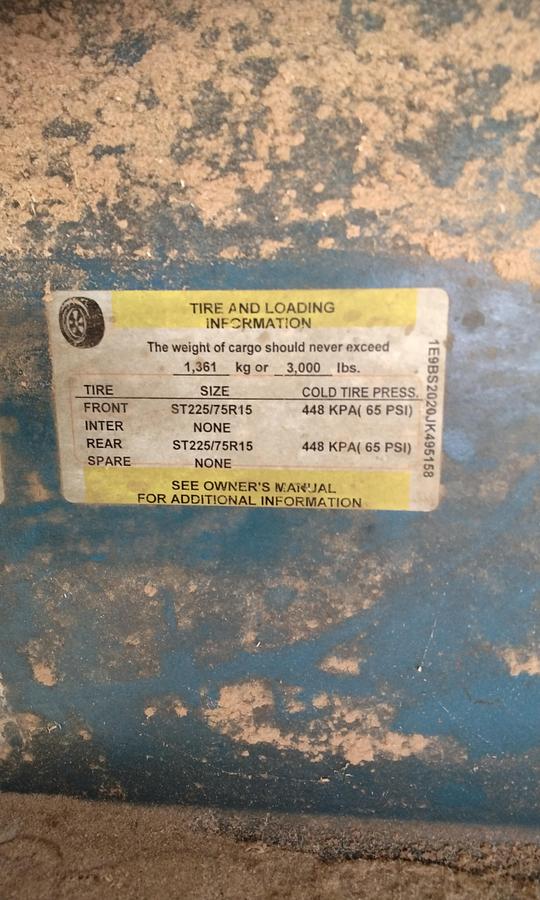 TIRE AND LOADING
INFORMATION
The weight of cargo should never exceed
1,361 kg or 3,000 lbs.
TIRE SIZE COLD TIRE PRESS.
FRONT ST225/75R15 448 KPA( 65 PSI)
INTER NONE
REAR ST225/75R15 448 KPA( 65 PSI)
SPARE NONE
SEE OWNER'S MANUAL
FOR ADDITIONAL INFORMATION
1E9BS2020JK495158